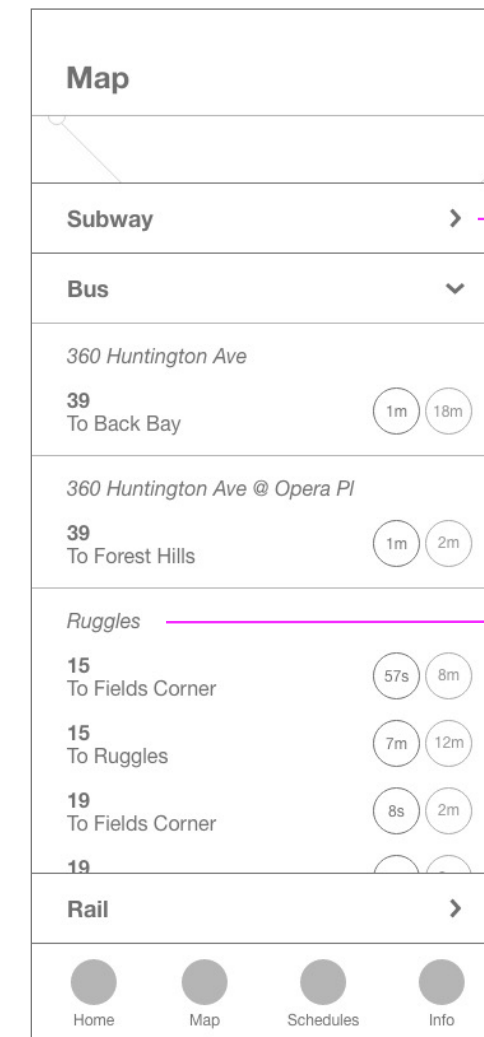 Map
Subway
Bus
360 Huntington Ave
39
To Back Bay
1m 18m
360 Huntington Ave @ Opera Pl
39
To Forest Hills
1m 2m
Ruggles
15
To Fields Corner
57s 8m
15
To Ruggles
7m 12m
19
To Fields Corner
8s 2m
19
Rail
Home Map Schedules Info